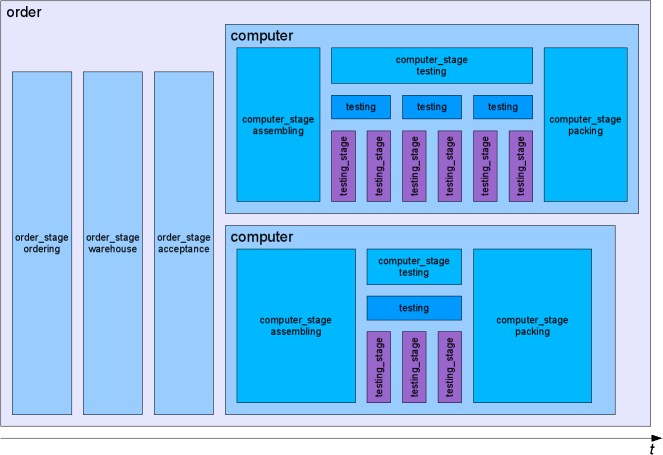 order
order_stage
ordering
order_stage
warehouse
order_stage
acceptance
computer
computer_stage
assembling
computer_stage
testing
testing
testing
testing
testing_stage
testing_stage
testing_stage
testing_stage
testing_stage
testing_stage
computer_stage
packing
computer
computer_stage
assembling
computer_stage
testing
testing
testing_stage
testing_stage
testing_stage
computer_stage
packing
t